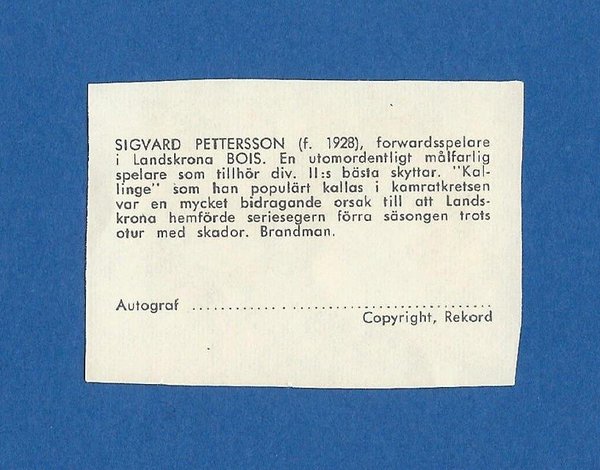 SIGVARD PETTERSSON (f. 1928), forwardsspelare
i Landskrona BOIS. En utomordentligt målfarlig
spelare som tillhör div. II:s bästa skyttar. "Kal-
linge" som han populärt kallas i kamratkretsen
var en mycket bidragande orsak till att Lands-
krona hemförde seriesegern förra säsongen trots
otur med skador. Brandman.
Autograf ................................................
Copyright, Rekord